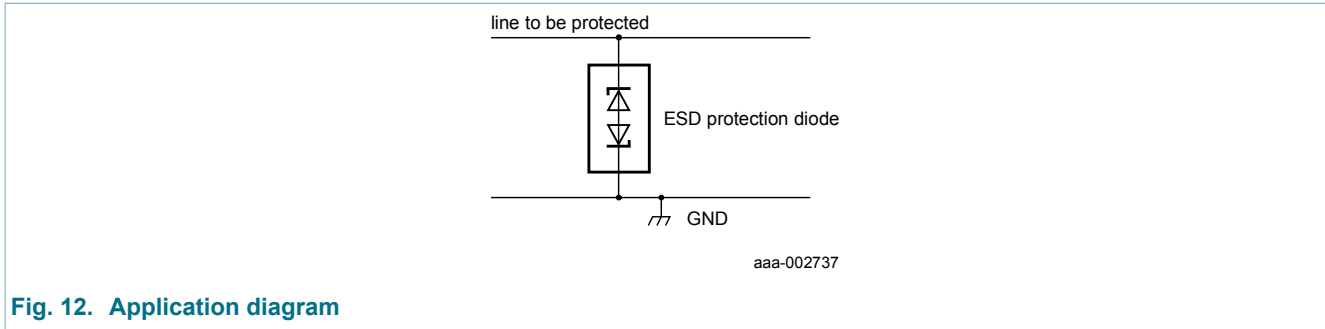 line to be protected
ESD protection diode
GND
aaa-002737
Fig. 12. Application diagram